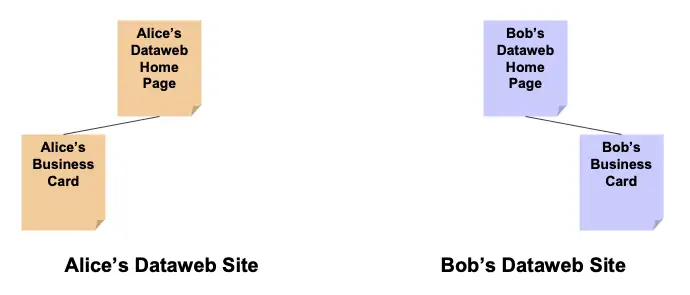 Alice's
Dataweb
Home
Page
Bob's
Dataweb
Home
Page
Alice's
Business
Card
Bob's
Business
Card
Alice's Dataweb Site
Bob's Dataweb Site